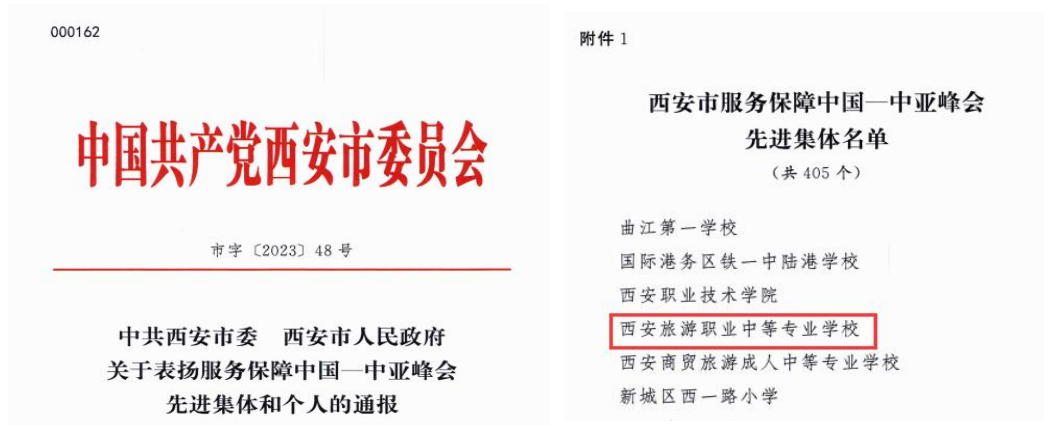 000162
中国共产党西安市委员会
市字〔2023〕48 号
中共西安市委 西安市人民政府
关于表扬服务保障中国—中亚峰会
先进集体和个人的通报
附件 1
西安市服务保障中国—中亚峰会
先进集体名单
（共 405 个）
曲江第一学校
国际港务区铁一中陆港学校
西安职业技术学院
西安旅游职业中等专业学校
西安商贸旅游成人中等专业学校
新城区西一路小学